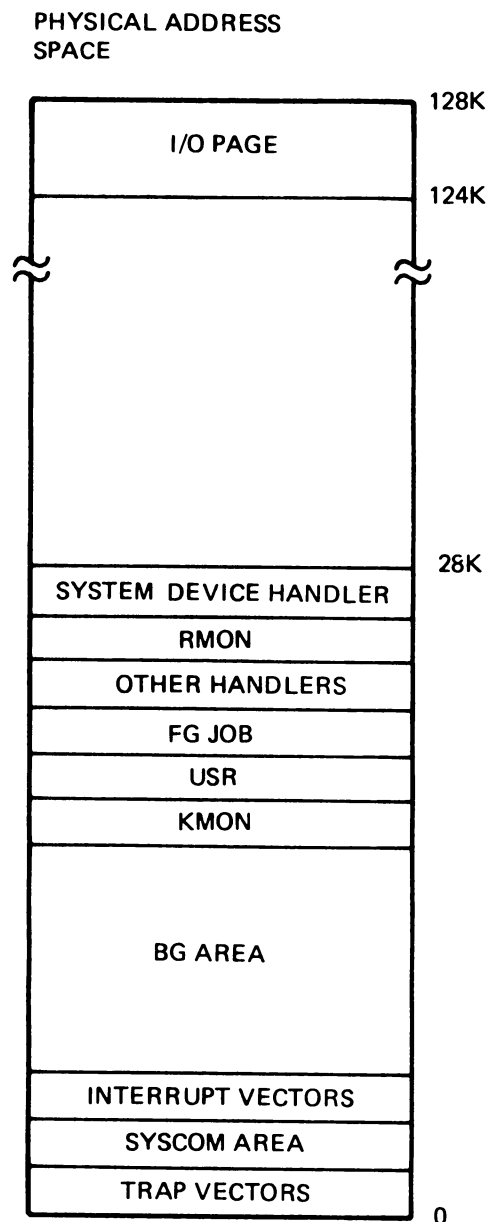 PHYSICAL ADDRESS
SPACE
128K
I/O PAGE
124K
28K
SYSTEM DEVICE HANDLER
RMON
OTHER HANDLERS
FG JOB
USR
KMON
BG AREA
INTERRUPT VECTORS
SYSCOM AREA
TRAP VECTORS
0